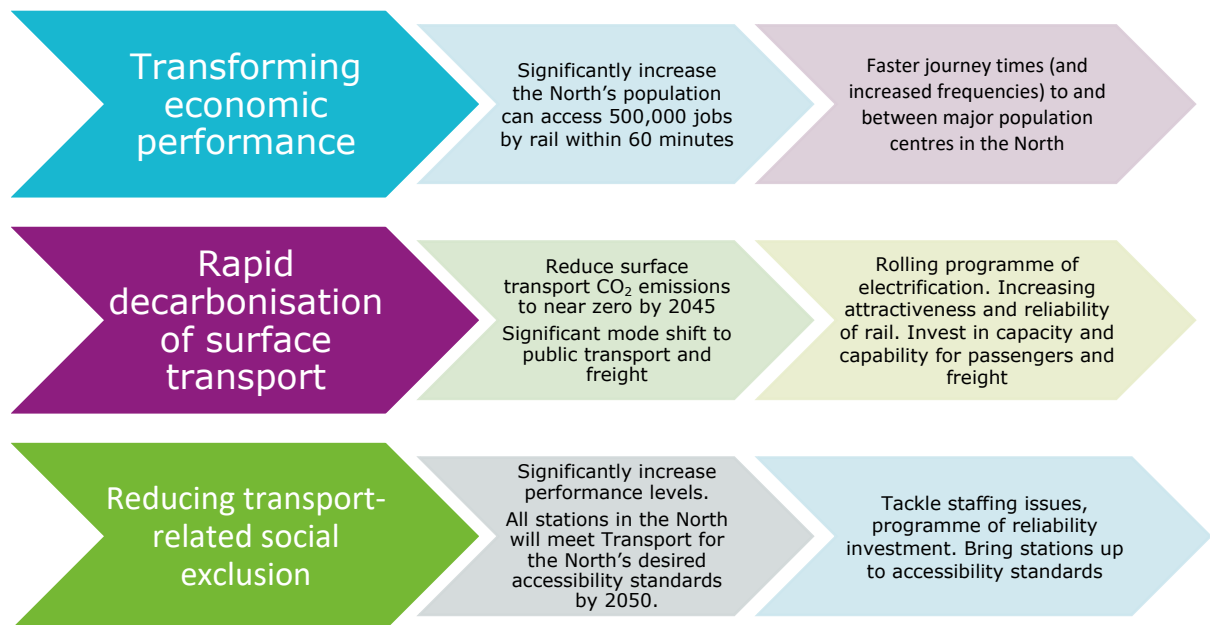 Transforming
economic
performance
Significantly increase
the North's population
can access 500,000 jobs
by rail within 60 minutes
Faster journey times (and
increased frequencies) to and
between major population
centres in the North
Rapid
decarbonisation
of surface
transport
Reduce surface
transport CO₂ emissions
to near zero by 2045
Significant mode shift to
public transport and
freight
Rolling programme of
electrification. Increasing
attractiveness and reliability
of rail. Invest in capacity and
capability for passengers and
freight
Reducing transport-
related social
exclusion
Significantly increase
performance levels.
All stations in the North
will meet Transport for
the North's desired
accessibility standards
by 2050.
Tackle staffing issues,
programme of reliability
investment. Bring stations up
to accessibility standards